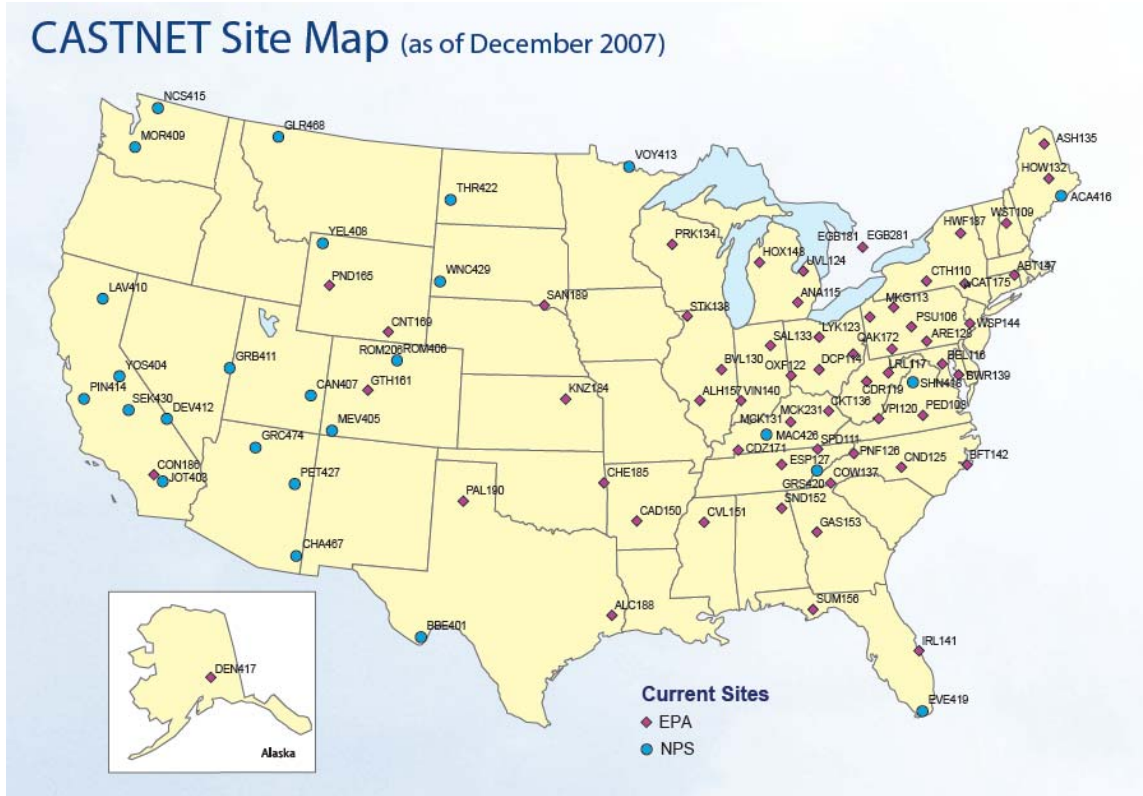 CASTNET Site Map (as of December 2007)
NCS415
MOR409
GLR468
VOY413
THR422
YEL408
PND165
WNC429
LAV410
CNT169
SAN189
ROM206
ROM406
GRB411
GTH161
CAN407
YOS404
PIN414
SEK430
DEV412
MEV405
KNZ184
GRC474
CON186
JOT403
PET427
PAL190
CHE185
CAD150
CHA467
BBE401
ALC188
ASH135
HOW132
ACA416
HWF187
WST109
EGB181
EGB281
PRK134
HOX148
UVL124
ANA115
CTH110
CAT175
ABT147
MKG113
STK138
PSU106
WSP144
LYK123
SAL133
ARE128
OAK172
DCP114
BVL130
OXF122
LRL117
BEL116
BWR139
SHN418
CDR119
ALH157
VIN140
CKT136
MCK231
MCK131
VPI120
PED108
MAC426
CDZ171
SPD111
PNF126
ESP127
CND125
BFT142
GRS420
COW137
SND152
CVL151
GAS153
SUM156
IRL141
EVE419
DEN417
Alaska
Current Sites
EPA
NPS